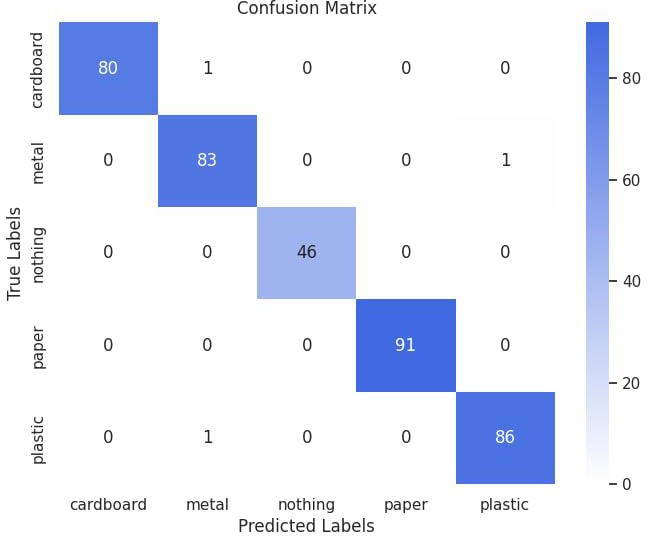 Confusion Matrix
cardboard 80 1 0 0 0
metal 0 83 0 0 1
nothing 0 0 46 0 0
paper 0 0 0 91 0
plastic 0 1 0 0 86
cardboard metal nothing paper plastic
Predicted Labels
True Labels
80
60
40
20
0